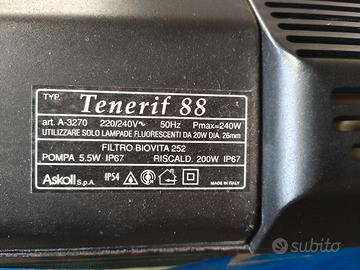 TYP.
Tenerif 88
art. A-3270 220/240V~ 50Hz Pmax=240W
UTILIZZARE SOLO LAMPADE FLUORESCENTI DA 20W DIA. 26mm
FILTRO BIOVITA 252
POMPA 5.5W IP67 RISCALD. 200W IP67
Askoll S.p.A. IP54 MADE IN ITALY
subito